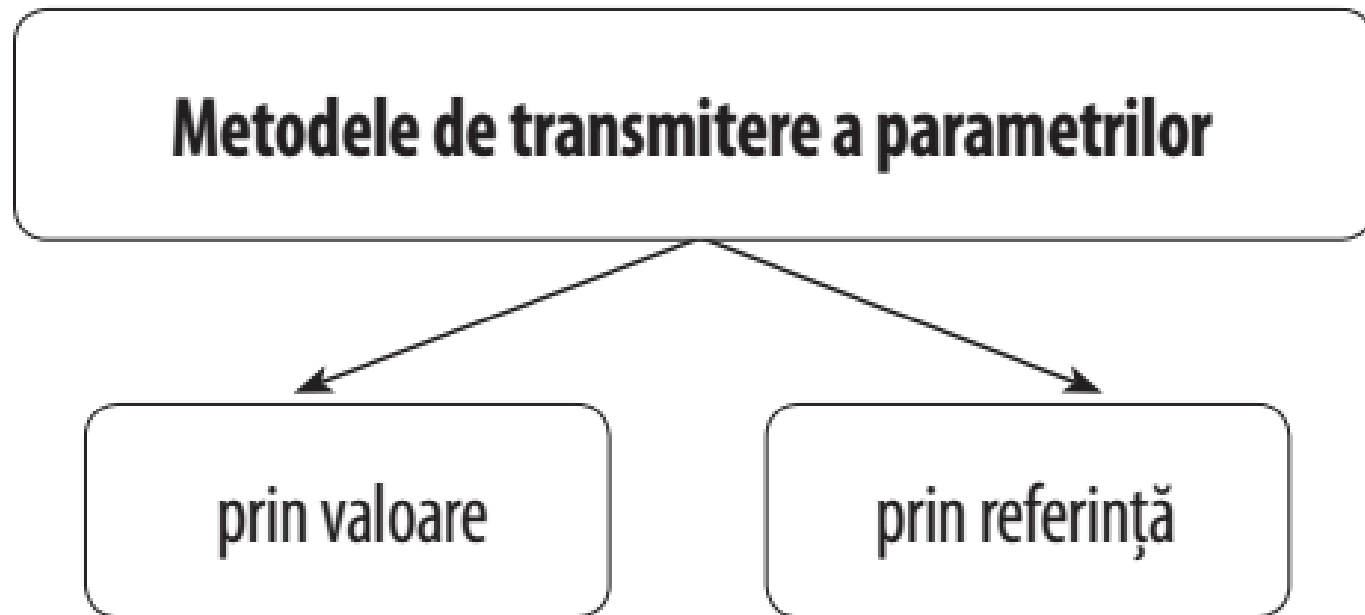 Metodele de transmitere a parametrilor
prin valoare
prin referință